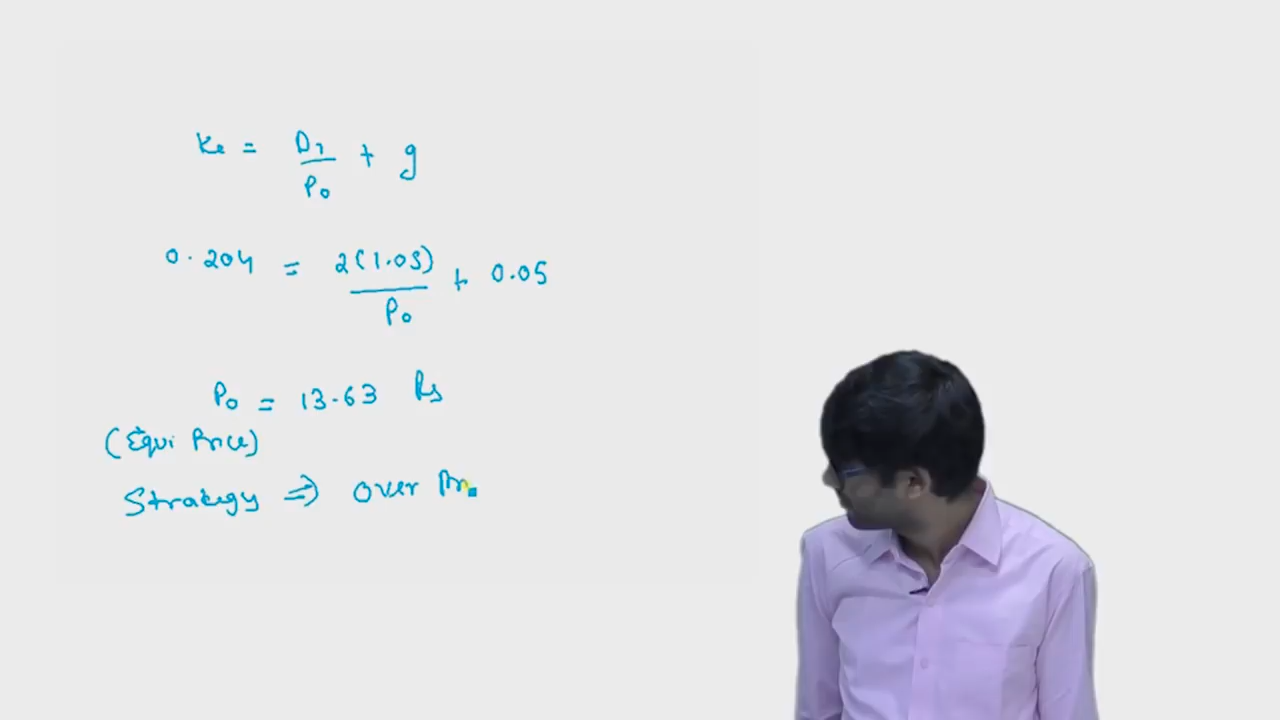 Ke = D1/P0 + g
0.204 = 2(1.05)/P0 + 0.05
P0 = 13.63 Rs
(Equi Price)
Strategy ⇒ Over Pr